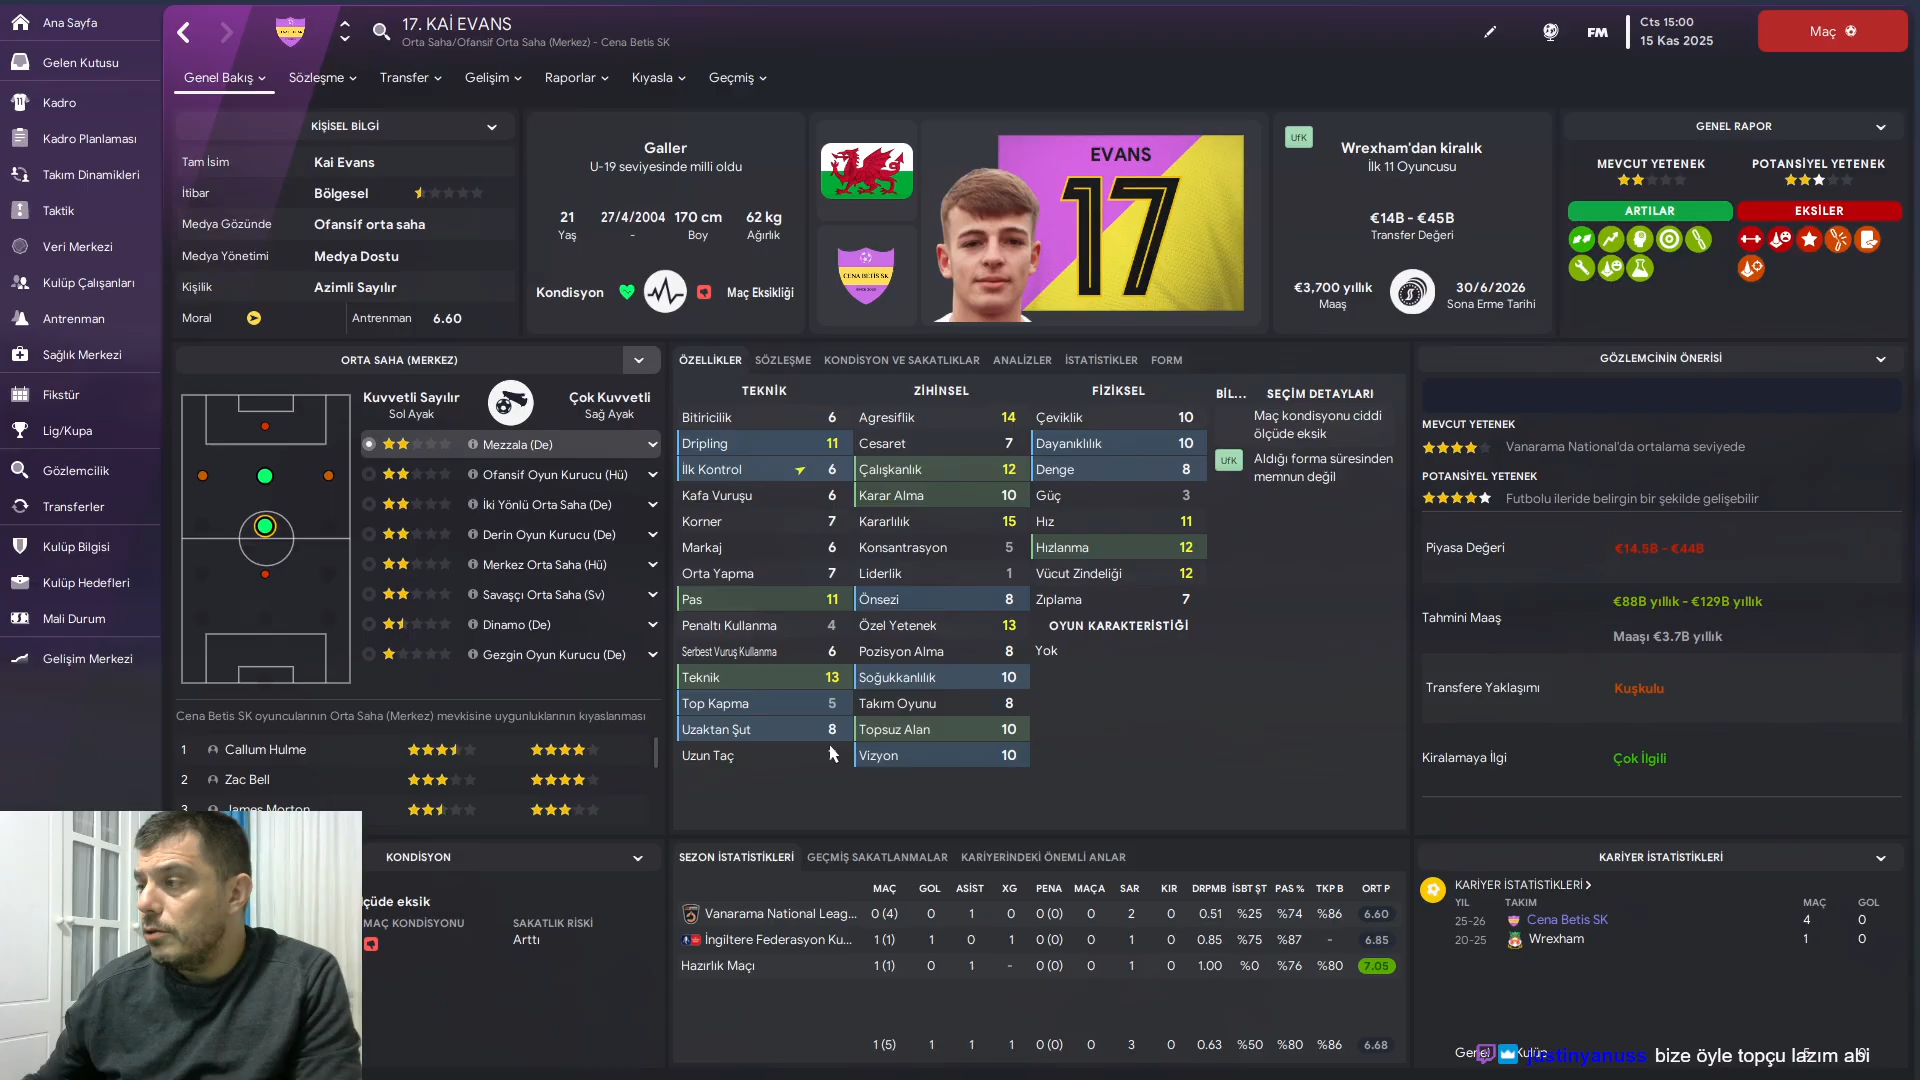 Ana Sayfa
Gelen Kutusu
Kadro
Kadro Planlaması
Takım Dinamikleri
Taktik
Veri Merkezi
Kulüp Çalışanları
Antrenman
Sağlık Merkezi
Fikstür
Lig/Kupa
Gözlemcilik
Transferler
Kulüp Bilgisi
Kulüp Hedefleri
Mali Durum
Gelişim Merkezi
17. KAİ EVANS
Orta Saha/Ofansif Orta Saha (Merkez) - Cena Betis SK
FM
Cts 15:00
15 Kas 2025
Maç
Genel Bakış
Sözleşme
Transfer
Gelişim
Raporlar
Kıyasla
Geçmiş
KİŞİSEL BİLGİ
Tam İsim Kai Evans
İtibar Bölgesel
Medya Gözünde Ofansif orta saha
Medya Yönetimi Medya Dostu
Kişilik Azimli Sayılır
Moral
Antrenman 6.60
Galler
U-19 seviyesinde milli oldu
21 27/4/2004 170 cm 62 kg
Yaş - Boy Ağırlık
Kondisyon
Maç Eksikliği
CENA BETİS SK
EVANS
17
UfK
Wrexham'dan kiralık
İlk 11 Oyuncusu
€14B - €45B
Transfer Değeri
€3,700 yıllık
Maaş
30/6/2026
Sona Erme Tarihi
GENEL RAPOR
MEVCUT YETENEK
POTANSİYEL YETENEK
ARTILAR
EKSİLER
ORTA SAHA (MERKEZ)
Kuvvetli Sayılır
Sol Ayak
Çok Kuvvetli
Sağ Ayak
Mezzala (De)
Ofansif Oyun Kurucu (Hü)
İki Yönlü Orta Saha (De)
Derin Oyun Kurucu (De)
Merkez Orta Saha (Hü)
Savaşçı Orta Saha (Sv)
Dinamo (De)
Gezgin Oyun Kurucu (De)
Cena Betis SK oyuncularının Orta Saha (Merkez) mevkisine uygunluklarının kıyaslanması
1 Callum Hulme
2 Zac Bell
3 James Morton
ÖZELLİKLER
SÖZLEŞME
KONDİSYON VE SAKATLIKLAR
ANALİZLER
İSTATİSTİKLER
FORM
TEKNİK
Bitiricilik 6
Dripling 11
İlk Kontrol 6
Kafa Vuruşu 6
Korner 7
Markaj 6
Orta Yapma 7
Pas 11
Penaltı Kullanma 4
Serbest Vuruş Kullanma 6
Teknik 13
Top Kapma 5
Uzaktan Şut 8
Uzun Taç
ZİHİNSEL
Agresiflik 14
Cesaret 7
Çalışkanlık 12
Karar Alma 10
Kararlılık 15
Konsantrasyon 5
Liderlik 1
Önsezi 8
Özel Yetenek 13
Pozisyon Alma 8
Soğukkanlılık 10
Takım Oyunu 8
Topsuz Alan 10
Vizyon 10
FİZİKSEL
Çeviklik 10
Dayanıklılık 10
Denge 8
Güç 3
Hız 11
Hızlanma 12
Vücut Zindeliği 12
Zıplama 7
OYUN KARAKTERİSTİĞİ
Yok
BİL...
SEÇİM DETAYLARI
Maç kondisyonu ciddi
ölçüde eksik
UfK
Aldığı forma süresinden
memnun değil
GÖZLEMCİNİN ÖNERİSİ
MEVCUT YETENEK
Vanarama National'da ortalama seviyede
POTANSİYEL YETENEK
Futbolu ileride belirgin bir şekilde gelişebilir
Piyasa Değeri €14.5B - €44B
Tahmini Maaş
€88B yıllık - €129B yıllık
Maaşı €3.7B yıllık
Transfere Yaklaşımı Kuşkulu
Kiralamaya İlgi Çok İlgili
KONDİSYON
MAÇ KONDİSYONU
SAKATLIK RİSKİ
Arttı
SEZON İSTATİSTİKLERİ
GEÇMİŞ SAKATLANMALAR
KARİYERİNDEKİ ÖNEMLİ ANLAR
MAÇ GOL ASİST XG PENA MAÇA SAR KIR DRPMB İSBT ŞT PAS % TKP B ORT P
Vanarama National Leag... 0 (4) 0 1 0 0 (0) 0 2 0 0.51 %25 %74 %86 6.60
İngiltere Federasyon Ku... 1 (1) 1 0 1 0 (0) 0 1 0 0.85 %75 %87 - 6.85
Hazırlık Maçı 1 (1) 0 1 - 0 (0) 0 1 0 1.00 %0 %76 %80 7.05
1 (5) 1 1 1 0 (0) 0 3 0 0.63 %50 %80 %86 6.68
KARİYER İSTATİSTİKLERİ
KARİYER İSTATİSTİKLERİ
YIL TAKIM MAÇ GOL
25-26 Cena Betis SK 4 0
20-25 Wrexham 1 0
justinyanuss bize öyle topçu lazım abi